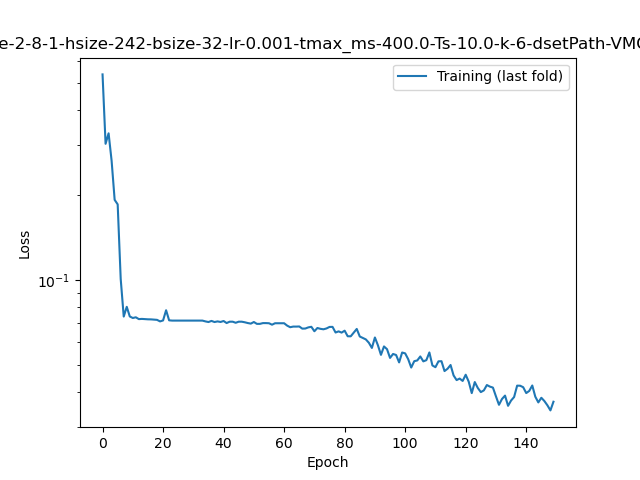 e-2-8-1-hsize-242-bsize-32-lr-0.001-tmax_ms-400.0-Ts-10.0-k-6-dsetPath-VMC
Training (last fold)
Loss
10⁻¹
0 20 40 60 80 100 120 140
Epoch